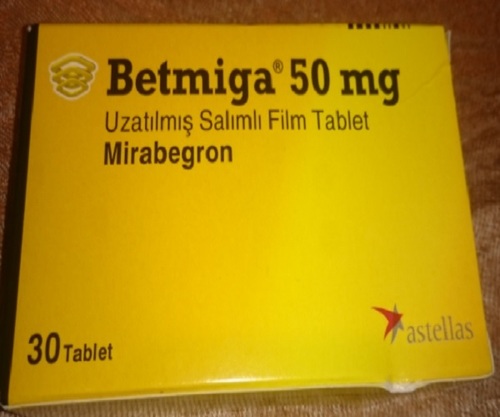 Betmiga® 50 mg
Uzatılmış Salımlı Film Tablet
Mirabegron
astellas
30 Tablet